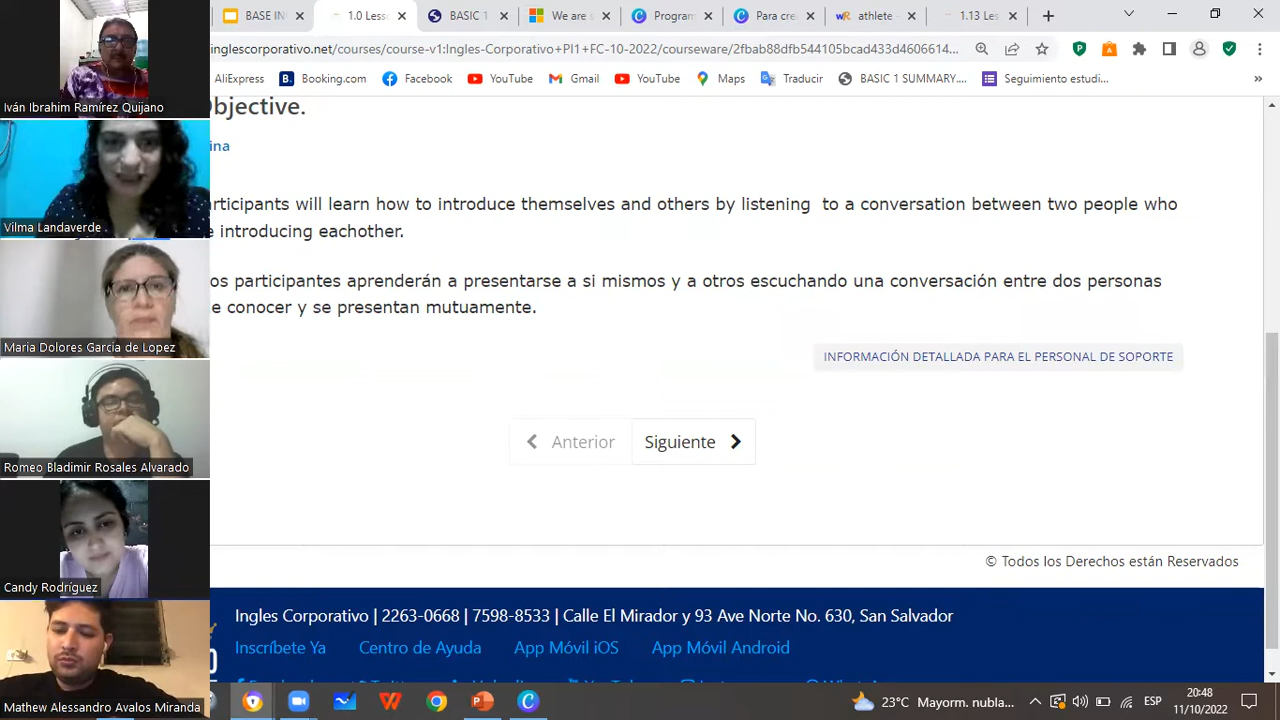 BASE IN
1.0 Less
BASIC 1
We are s
Program
Para cre
athlete
1.13 Les
inglescorporativo.net/courses/course-v1:Ingles-Corporativo+PI1+FC-10-2022/courseware/2fbab88dfb544105bcad433d4606614...
AliExpress
Booking.com
Facebook
YouTube
Gmail
YouTube
Maps
Traducir
BASIC 1 SUMMARY....
Seguimiento estudi...
»
bjective.
ina
rticipants will learn how to introduce themselves and others by listening to a conversation between two people who
e introducing eachother.
os participantes aprenderán a presentarse a si mismos y a otros escuchando una conversación entre dos personas
e conocer y se presentan mutuamente.
INFORMACIÓN DETALLADA PARA EL PERSONAL DE SOPORTE
Anterior
Siguiente
© Todos los Derechos están Reservados
Ingles Corporativo | 2263-0668 | 7598-8533 | Calle El Mirador y 93 Ave Norte No. 630, San Salvador
Inscríbete Ya
Centro de Ayuda
App Móvil iOS
App Móvil Android
Iván Ibrahim Ramírez Quijano
Vilma Landaverde
Maria Dolores Garcia de Lopez
Romeo Bladimir Rosales Alvarado
Candy Rodríguez
Mathew Alessandro Avalos Miranda
23°C Mayorm. nubla...
ESP
20:48
11/10/2022